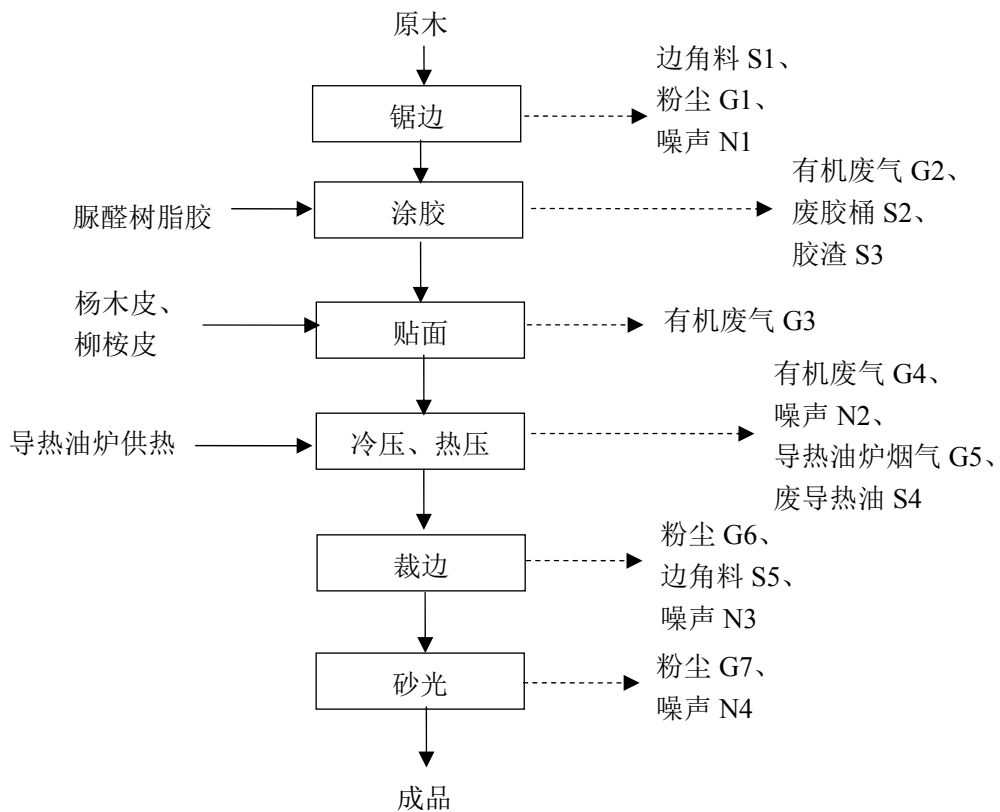 原木
锯边
边角料 S1、
粉尘 G1、
噪声 N1
脲醛树脂胶
涂胶
有机废气 G2、
废胶桶 S2、
胶渣 S3
杨木皮、
柳桉皮
贴面
有机废气 G3
导热油炉供热
冷压、热压
有机废气 G4、
噪声 N2、
导热油炉烟气 G5、
废导热油 S4
裁边
粉尘 G6、
边角料 S5、
噪声 N3
砂光
粉尘 G7、
噪声 N4
成品